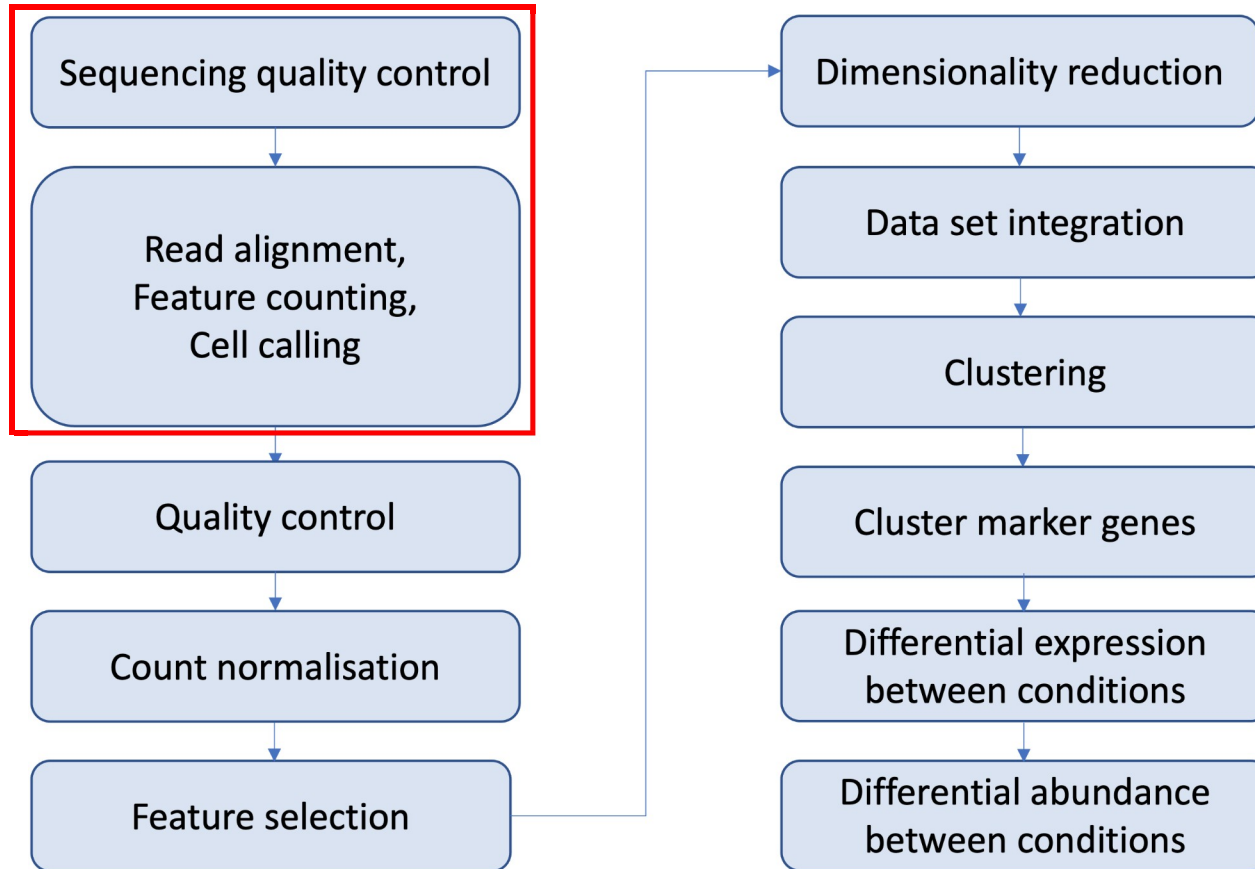 Sequencing quality control
Read alignment,
Feature counting,
Cell calling
Quality control
Count normalisation
Feature selection
Dimensionality reduction
Data set integration
Clustering
Cluster marker genes
Differential expression
between conditions
Differential abundance
between conditions